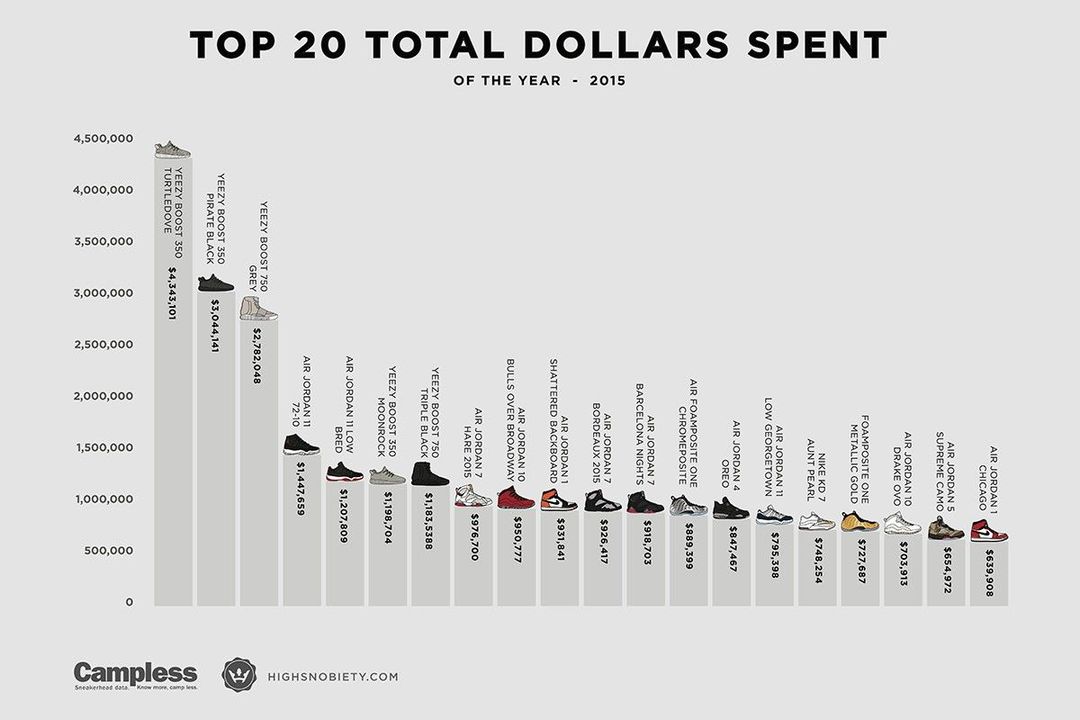 TOP 20 TOTAL DOLLARS SPENT
OF THE YEAR - 2015
4,500,000
4,000,000
3,500,000
3,000,000
2,500,000
2,000,000
1,500,000
1,000,000
500,000
0
YEEZY BOOST 350
TURTLEDOVE
$4,343,101
YEEZY BOOST 350
PIRATE BLACK
$3,044,141
YEEZY BOOST 750
GREY
$2,782,048
AIR JORDAN 11
72-10
$1,447,659
AIR JORDAN 11 LOW
BRED
$1,207,809
YEEZY BOOST 350
MOONROCK
$1,198,704
YEEZY BOOST 750
TRIPLE BLACK
$1,183,5388
AIR JORDAN 7
HARE 2015
$976,700
AIR JORDAN 10
BULLS OVER BROADWAY
$950,777
AIR JORDAN 1
SHATTERED BACKBOARD
$931,841
AIR JORDAN 7
BORDEAUX 2015
$926,417
AIR JORDAN 7
BARCELONA NIGHTS
$918,703
AIR FOAMPOSITE ONE
CHROMEPOSITE
$889,399
AIR JORDAN 4
OREO
$847,467
AIR JORDAN 11
LOW GEORGETOWN
$795,398
NIKE KD 7
AUNT PEARL
$748,254
FOAMPOSITE ONE
METALLIC GOLD
$727,687
AIR JORDAN 10
DRAKE OVO
$703,913
AIR JORDAN 5
SUPREME CAMO
$654,972
AIR JORDAN 1
CHICAGO
$639,908
Campless
Sneakerhead data. Know more, camp less.
HIGHSNOBIETY.COM